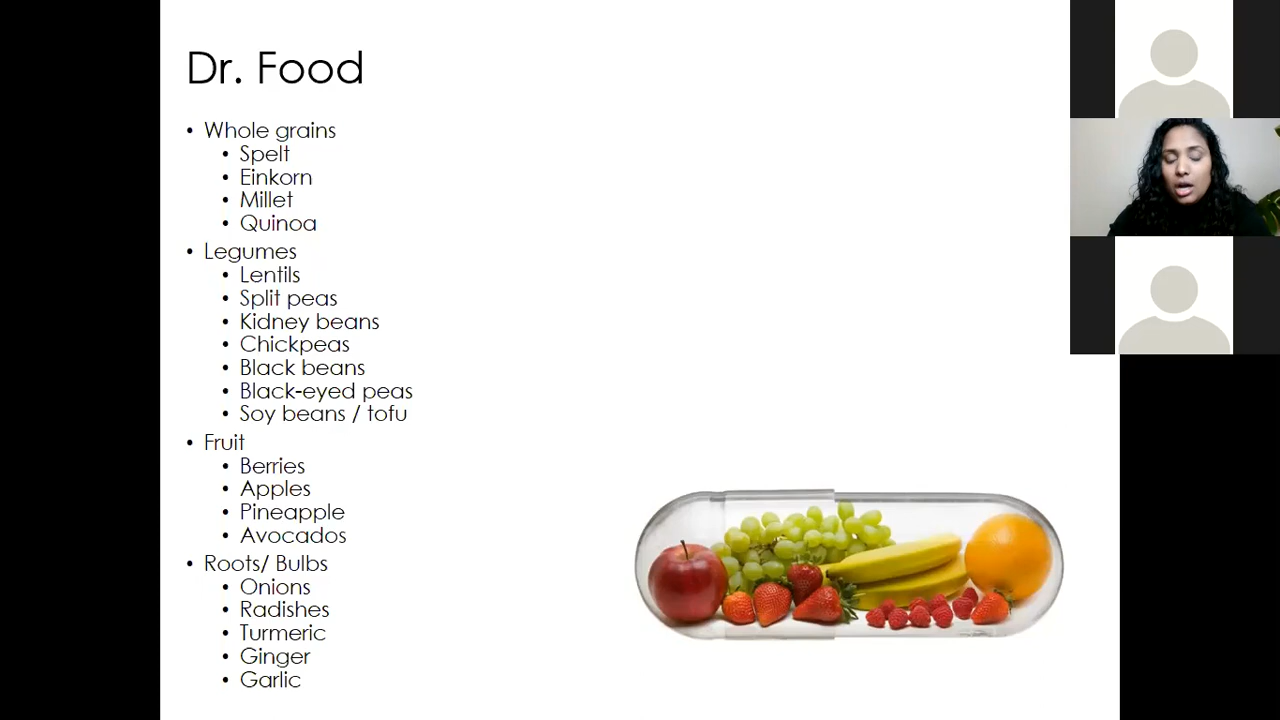 Dr. Food
• Whole grains
• Spelt
• Einkorn
• Millet
• Quinoa
• Legumes
• Lentils
• Split peas
• Kidney beans
• Chickpeas
• Black beans
• Black-eyed peas
• Soy beans / tofu
• Fruit
• Berries
• Apples
• Pineapple
• Avocados
• Roots/ Bulbs
• Onions
• Radishes
• Turmeric
• Ginger
• Garlic